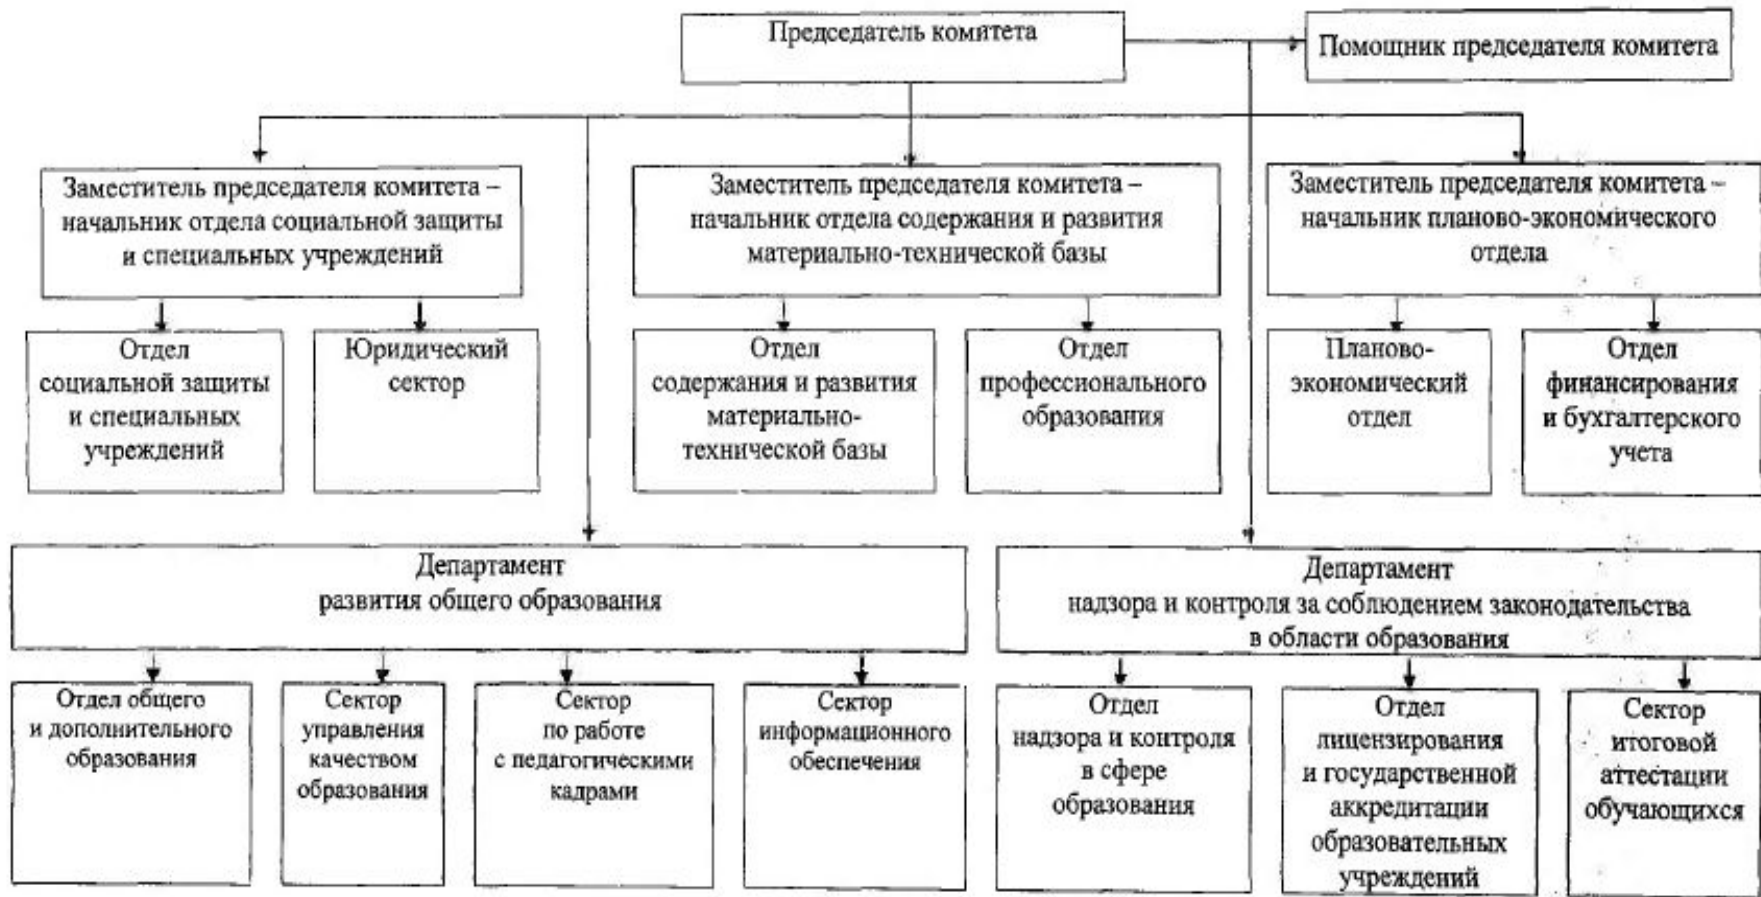 Председатель комитета
Помощник председателя комитета
Заместитель председателя комитета –
начальник отдела социальной защиты
и специальных учреждений
Заместитель председателя комитета –
начальник отдела содержания и развития
материально-технической базы
Заместитель председателя комитета –
начальник планово-экономического
отдела
Отдел
социальной защиты
и специальных
учреждений
Юридический
сектор
Отдел
содержания и развития
материально-
технической базы
Отдел
профессионального
образования
Планово-
экономический
отдел
Отдел
финансирования
и бухгалтерского
учета
Департамент
развития общего образования
Департамент
надзора и контроля за соблюдением законодательства
в области образования
Отдел общего
и дополнительного
образования
Сектор
управления
качеством
образования
Сектор
по работе
с педагогическими
кадрами
Сектор
информационного
обеспечения
Отдел
надзора и контроля
в сфере
образования
Отдел
лицензирования
и государственной
аккредитации
образовательных
учреждений
Сектор
итоговой
аттестации
обучающихся